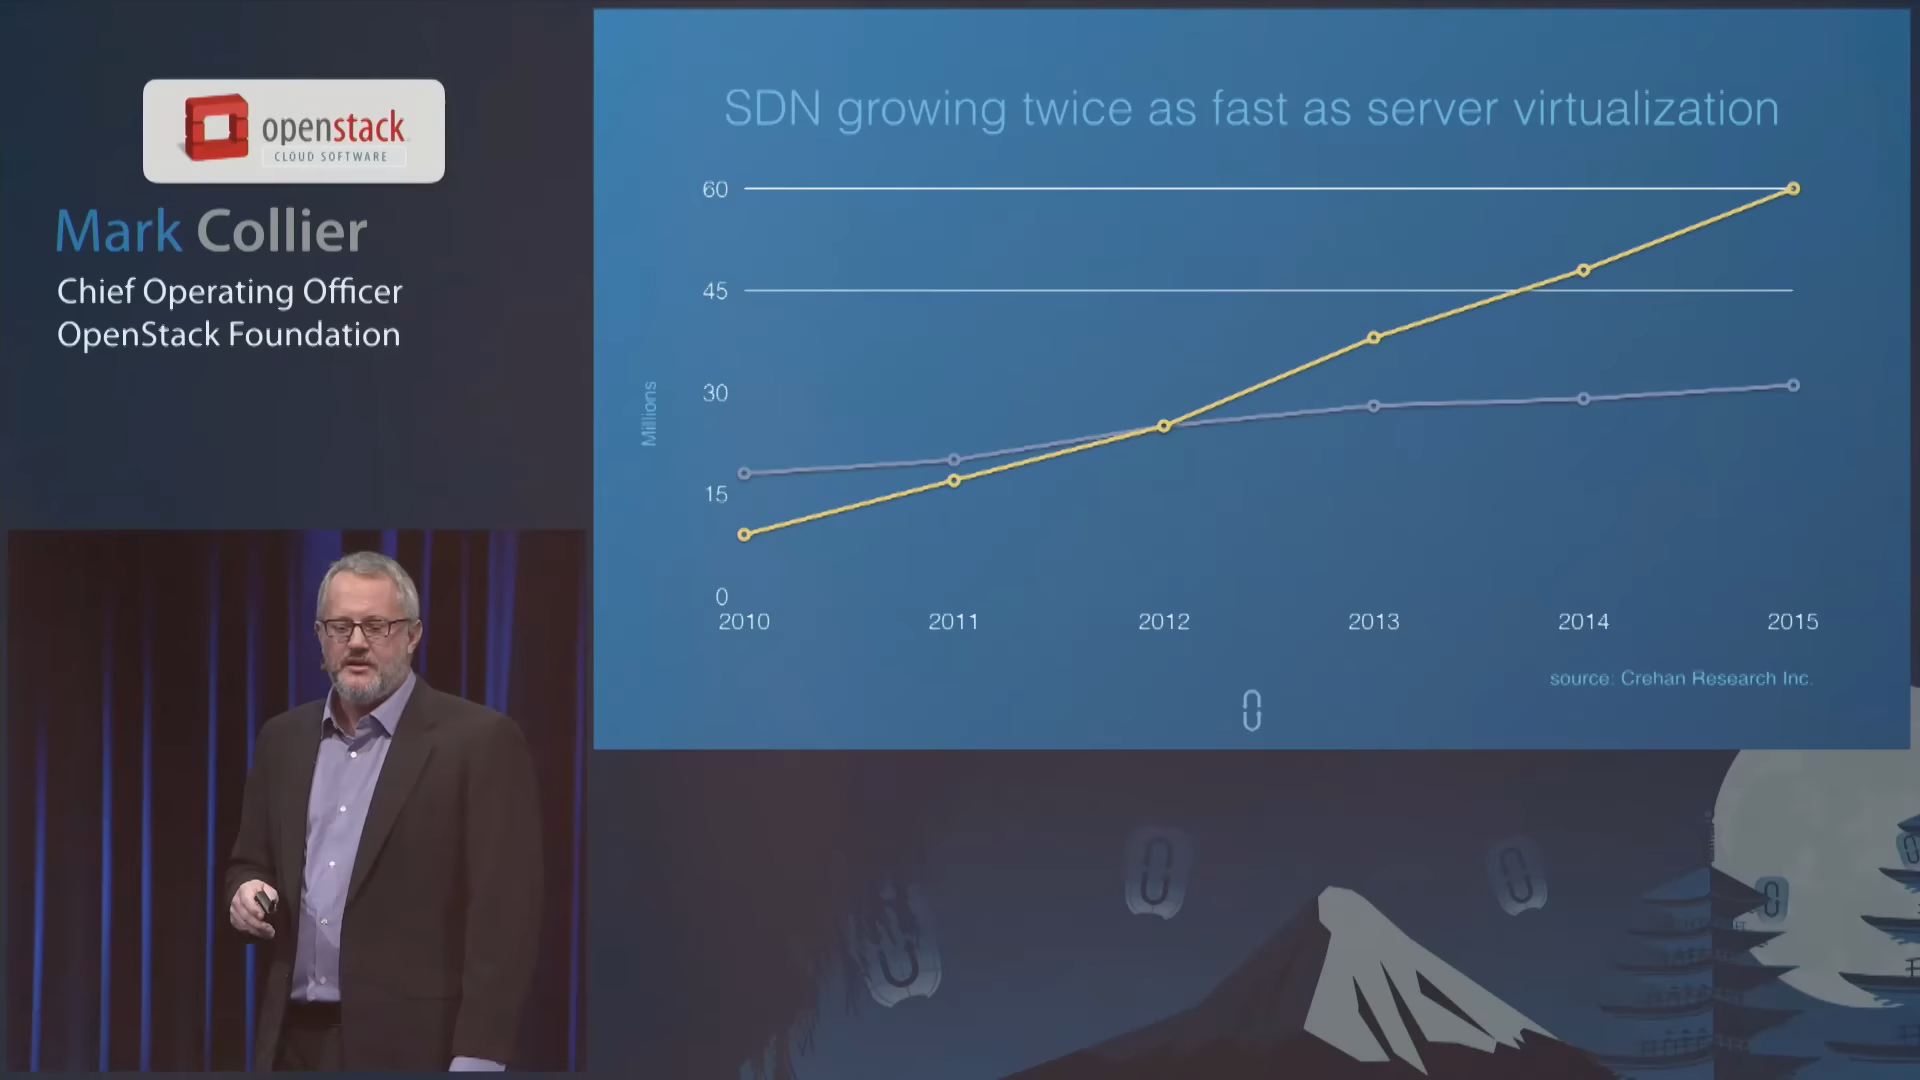 openstack
CLOUD SOFTWARE
Mark Collier
Chief Operating Officer
OpenStack Foundation
SDN growing twice as fast as server virtualization
60
45
30
15
0
Millions
2010 2011 2012 2013 2014 2015
source: Crehan Research Inc.